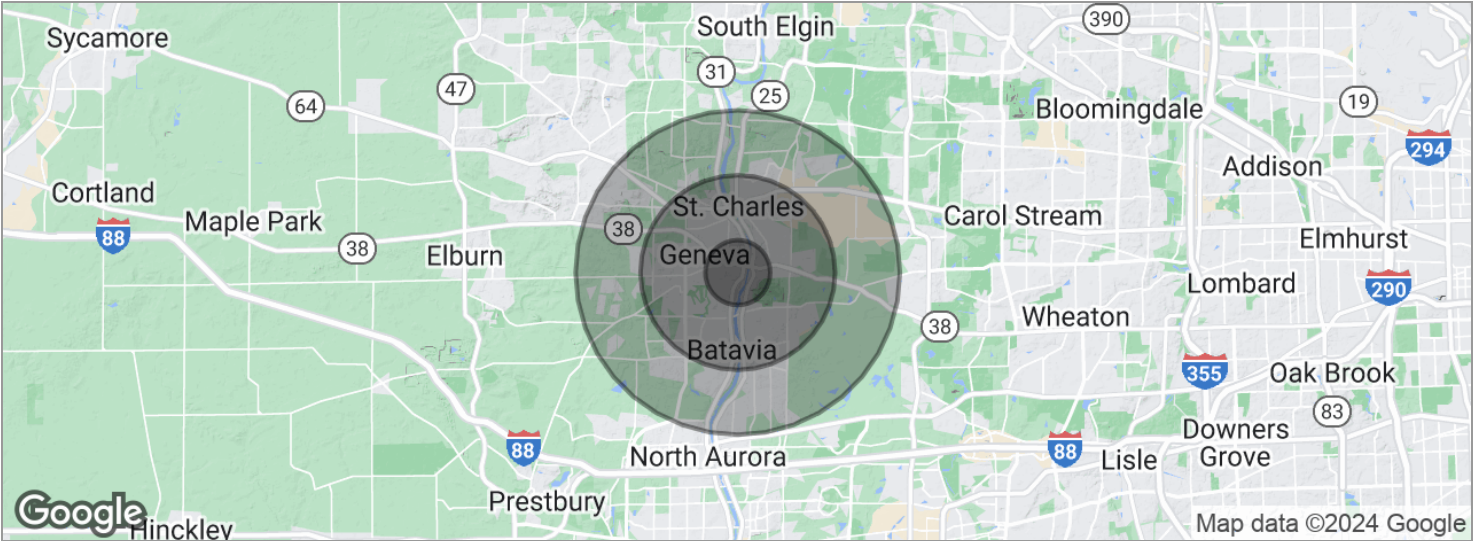 South Elgin
390
Sycamore
31
47
25
64
19
Bloomingdale
294
Addison
Cortland
St. Charles
Maple Park
Carol Stream
38
88
38
Elmhurst
Elburn
Geneva
Lombard
290
Wheaton
38
Batavia
355
Oak Brook
83
Downers
Grove
88
North Aurora
88
Lisle
Prestbury
Google
Hinckley
Map data ©2024 Google